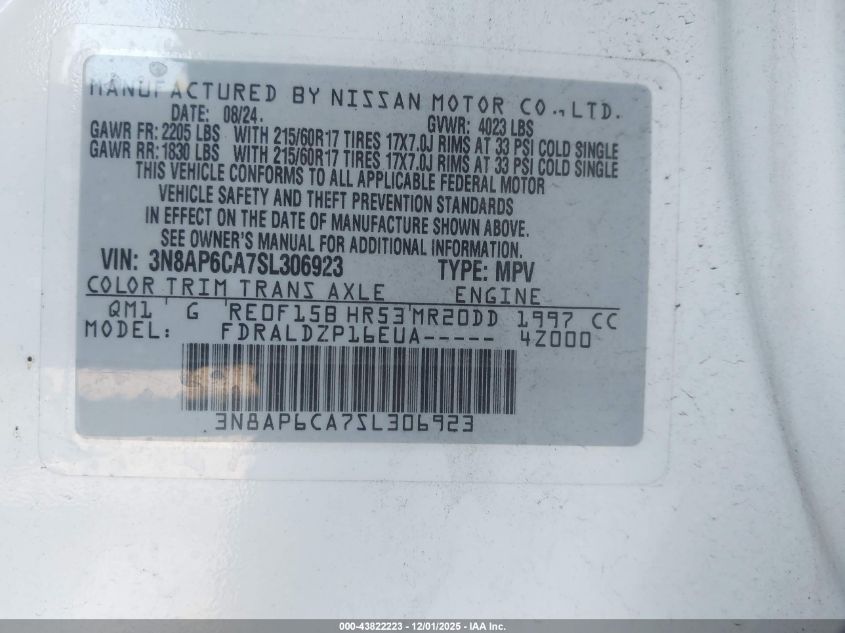 MANUFACTURED BY NISSAN MOTOR CO., LTD.
DATE: 08/24. GVWR: 4023 LBS
GAWR FR: 2205 LBS WITH 215/60R17 TIRES 17X7.0J RIMS AT 33 PSI COLD SINGLE
GAWR RR: 1830 LBS WITH 215/60R17 TIRES 17X7.0J RIMS AT 33 PSI COLD SINGLE
THIS VEHICLE CONFORMS TO ALL APPLICABLE FEDERAL MOTOR
VEHICLE SAFETY AND THEFT PREVENTION STANDARDS
IN EFFECT ON THE DATE OF MANUFACTURE SHOWN ABOVE.
SEE OWNER'S MANUAL FOR ADDITIONAL INFORMATION.
VIN: 3N8AP6CA7SL306923 TYPE: MPV
COLOR TRIM TRANS AXLE ENGINE
QM1 G RE0F15B HR53 MR20DD 1997 CC
MODEL: FDRALDZP16EUA----- 4Z000
3N8AP6CA7SL306923
000-43822223 - 12/01/2025 - IAA Inc.